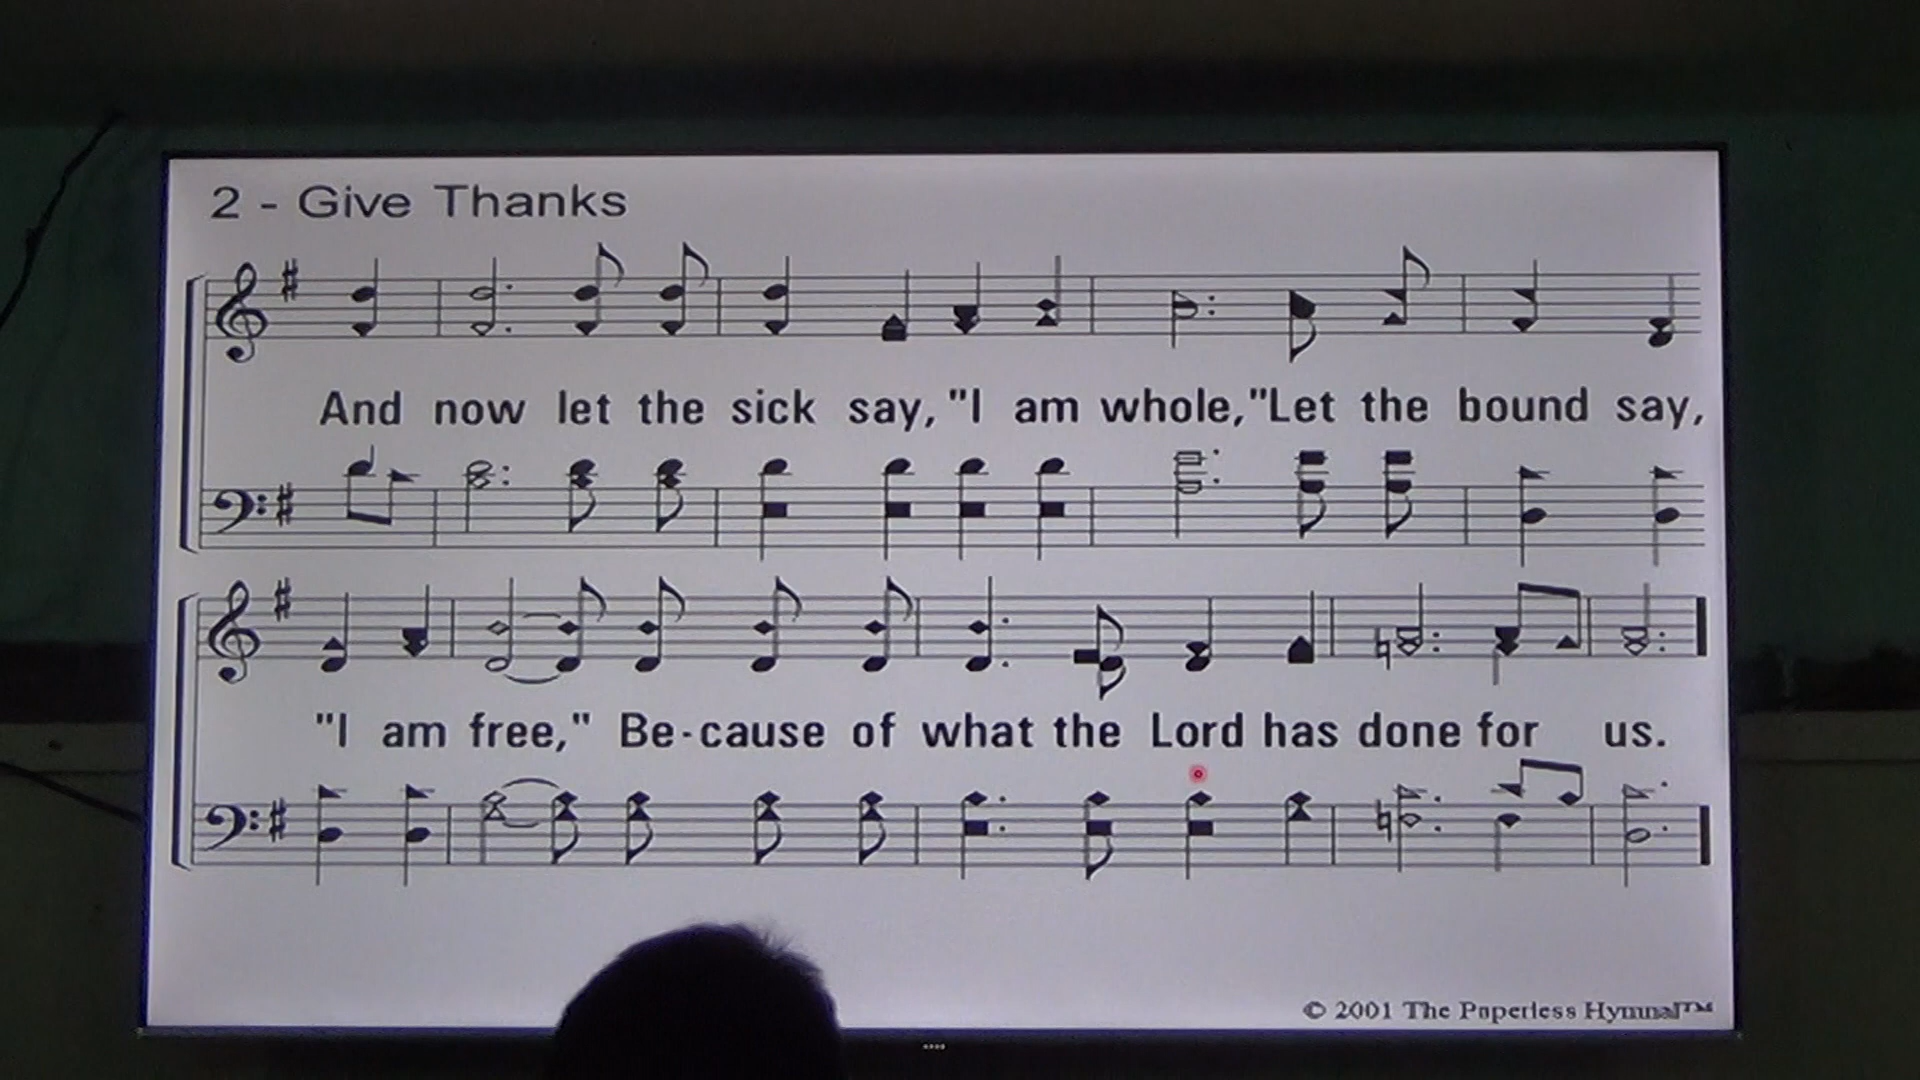 2 - Give Thanks
And now let the sick say, "I am whole," Let the bound say,
"I am free," Be-cause of what the Lord has done for us.
© 2001 The Paperless Hymnal™